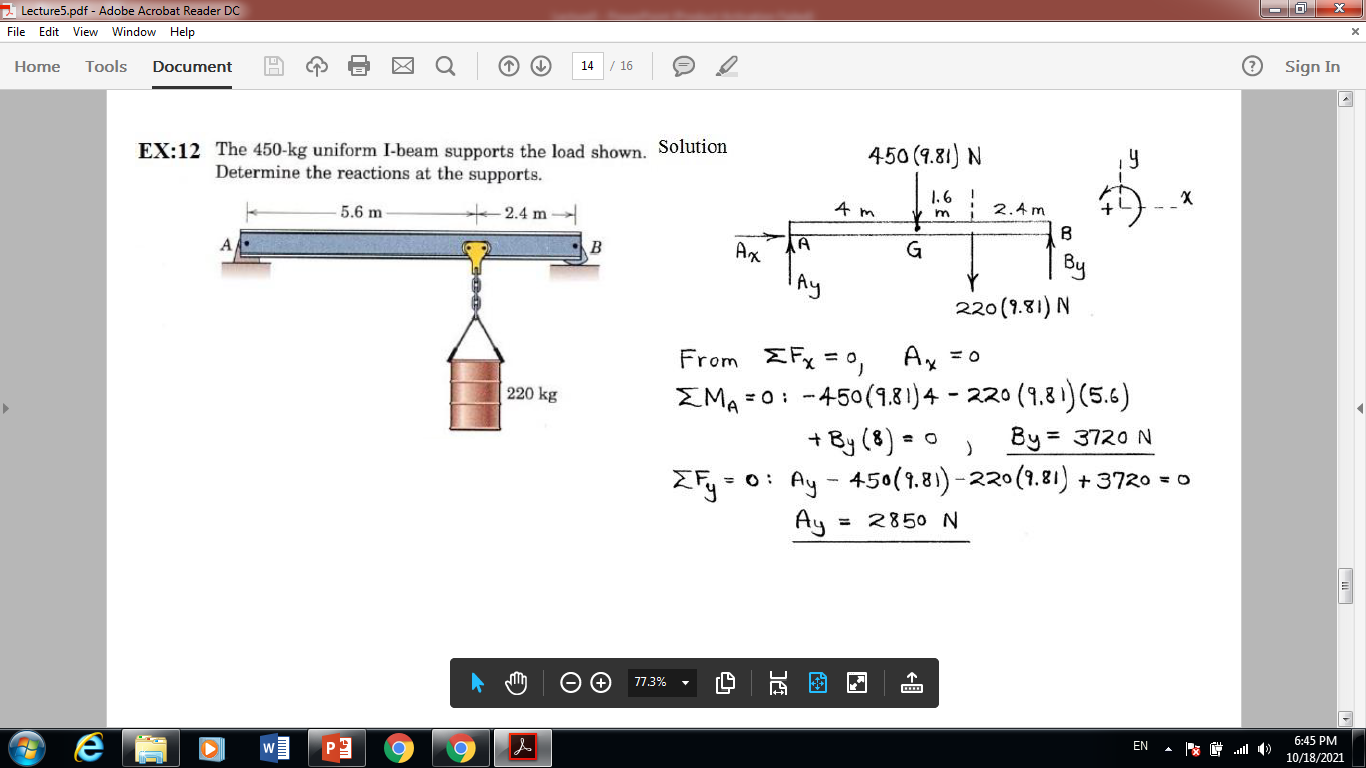 Lecture5.pdf - Adobe Acrobat Reader DC
File Edit View Window Help
Home Tools Document 14 / 16 Sign In
EX:12 The 450-kg uniform I-beam supports the load shown.
Determine the reactions at the supports.
5.6 m 2.4 m
A B
220 kg
Solution
450(9.81) N
y
x
+
4 m 1.6 m 2.4 m
Ax A G B
Ay By
220(9.81) N
From ΣFx = 0, Ax = 0
ΣMA = 0: -450(9.81)4 - 220(9.81)(5.6)
+ By(8) = 0 , By = 3720 N
ΣFy = 0: Ay - 450(9.81) - 220(9.81) + 3720 = 0
Ay = 2850 N
77.3%
W P
EN 6:45 PM
10/18/2021